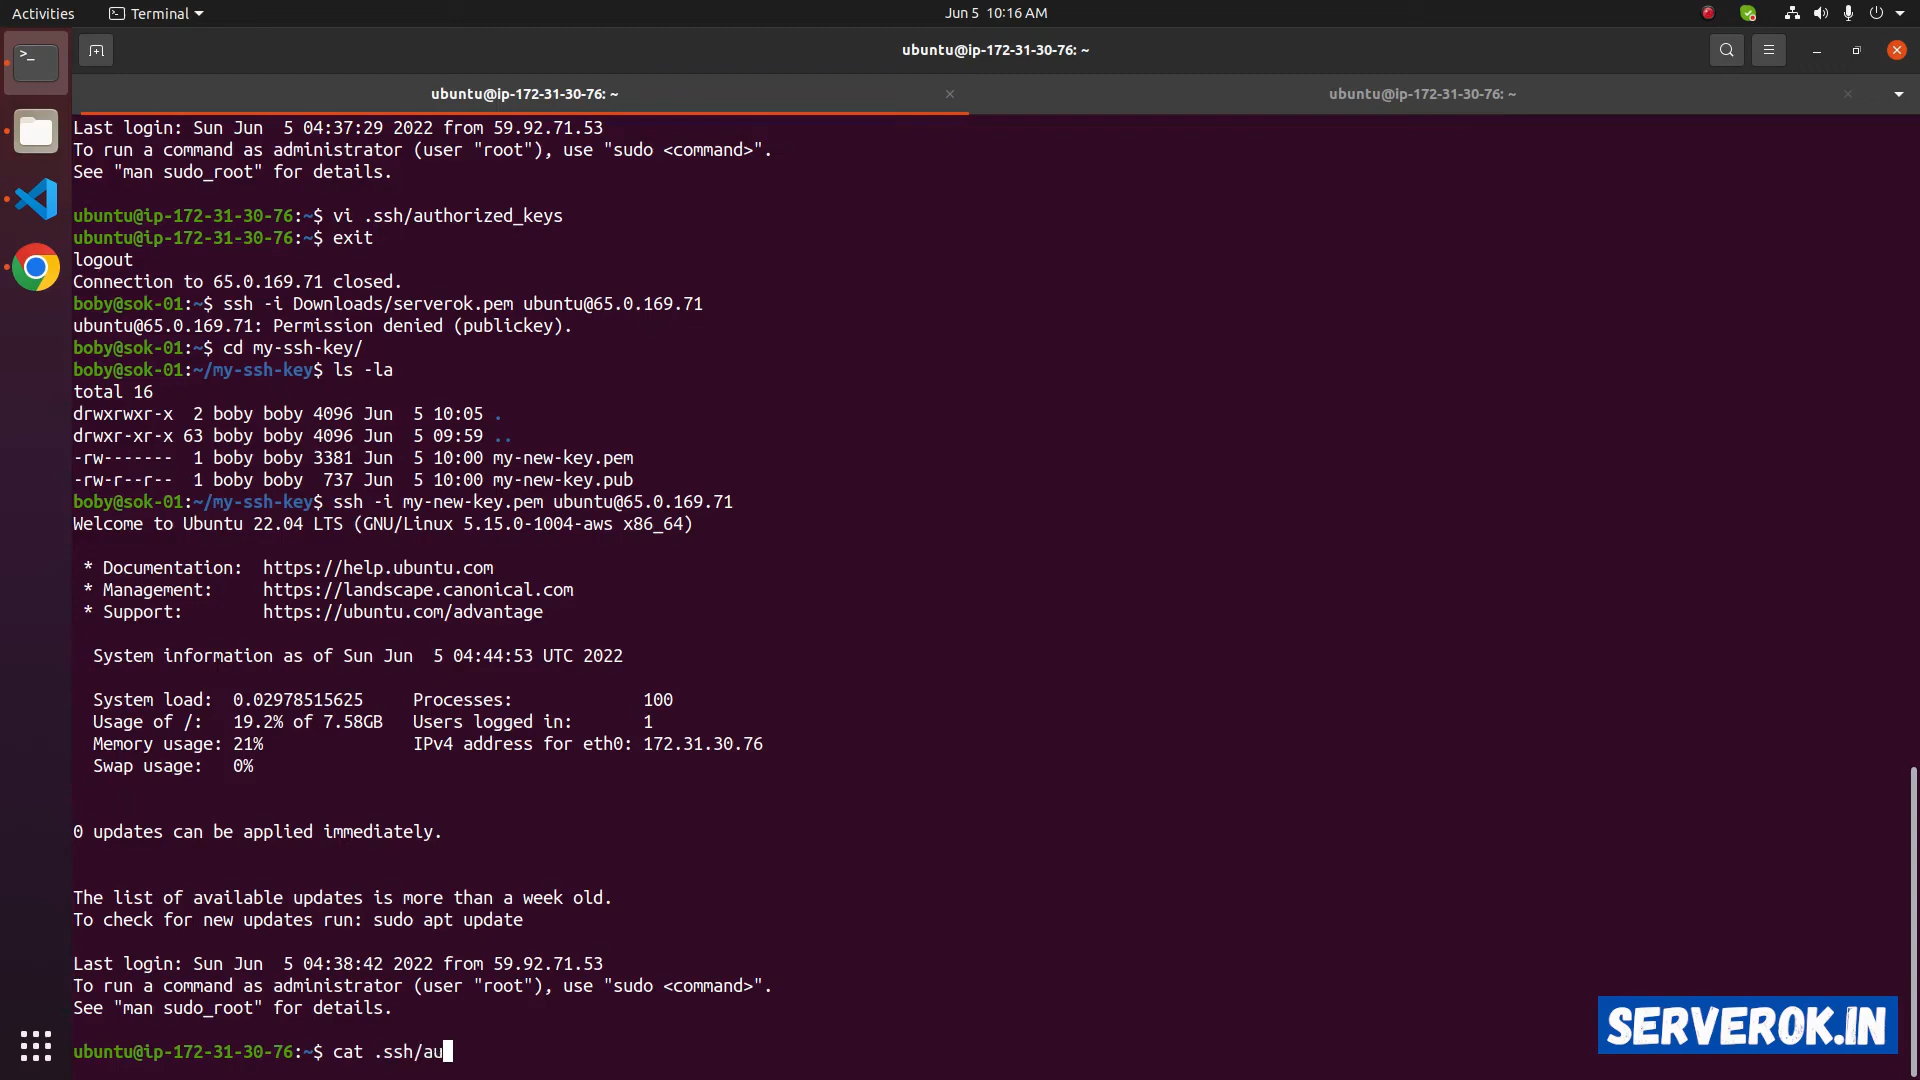 Activities Terminal Jun 5 10:16 AM
ubuntu@ip-172-31-30-76: ~
ubuntu@ip-172-31-30-76: ~ ubuntu@ip-172-31-30-76: ~
Last login: Sun Jun  5 04:37:29 2022 from 59.92.71.53
To run a command as administrator (user "root"), use "sudo <command>".
See "man sudo_root" for details.
ubuntu@ip-172-31-30-76:~$ vi .ssh/authorized_keys
ubuntu@ip-172-31-30-76:~$ exit
logout
Connection to 65.0.169.71 closed.
boby@sok-01:~$ ssh -i Downloads/serverok.pem ubuntu@65.0.169.71
ubuntu@65.0.169.71: Permission denied (publickey).
boby@sok-01:~$ cd my-ssh-key/
boby@sok-01:~/my-ssh-key$ ls -la
total 16
drwxrwxr-x  2 boby boby 4096 Jun  5 10:05 .
drwxr-xr-x 63 boby boby 4096 Jun  5 09:59 ..
-rw-------  1 boby boby 3381 Jun  5 10:00 my-new-key.pem
-rw-r--r--  1 boby boby  737 Jun  5 10:00 my-new-key.pub
boby@sok-01:~/my-ssh-key$ ssh -i my-new-key.pem ubuntu@65.0.169.71
Welcome to Ubuntu 22.04 LTS (GNU/Linux 5.15.0-1004-aws x86_64)
* Documentation:  https://help.ubuntu.com
* Management:     https://landscape.canonical.com
* Support:        https://ubuntu.com/advantage
System information as of Sun Jun  5 04:44:53 UTC 2022
System load:  0.02978515625     Processes:             100
Usage of /:   19.2% of 7.58GB   Users logged in:       1
Memory usage: 21%               IPv4 address for eth0: 172.31.30.76
Swap usage:   0%
0 updates can be applied immediately.
The list of available updates is more than a week old.
To check for new updates run: sudo apt update
Last login: Sun Jun  5 04:38:42 2022 from 59.92.71.53
To run a command as administrator (user "root"), use "sudo <command>".
See "man sudo_root" for details.
ubuntu@ip-172-31-30-76:~$ cat .ssh/au
SERVEROK.IN